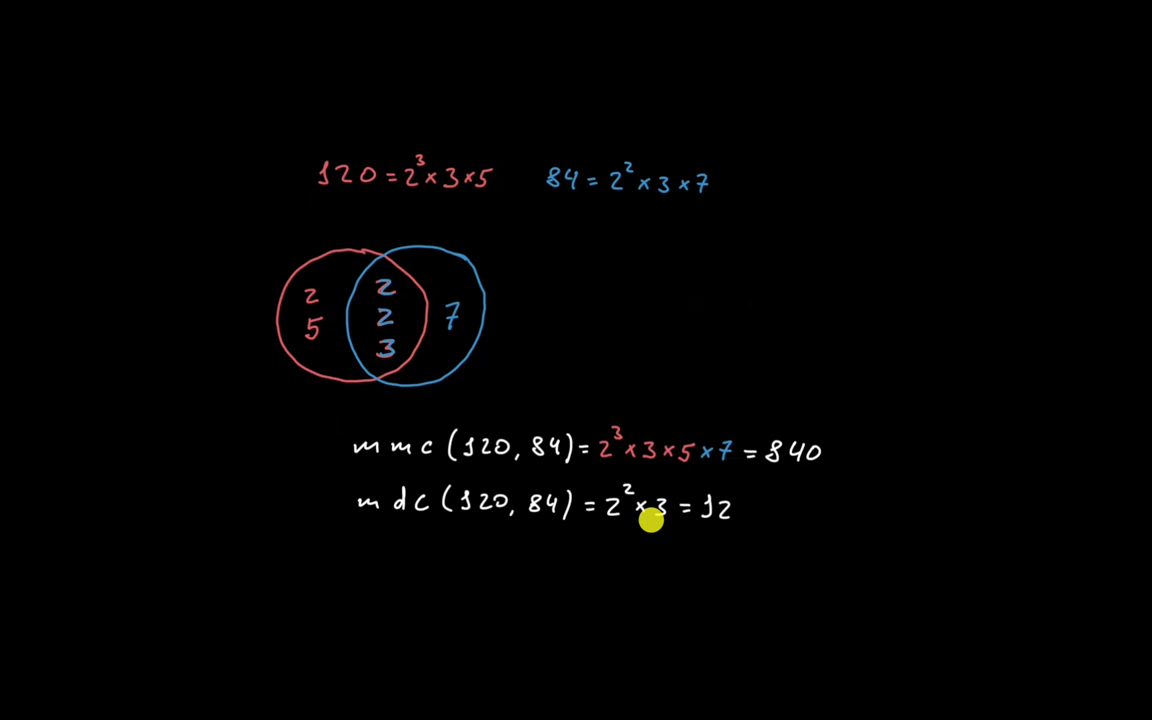 120 = 2³ × 3 × 5 84 = 2² × 3 × 7
2 2
5 2 7
3
mmc (120, 84) = 2³ × 3 × 5 × 7 = 840
mdc (120, 84) = 2² × 3 = 12